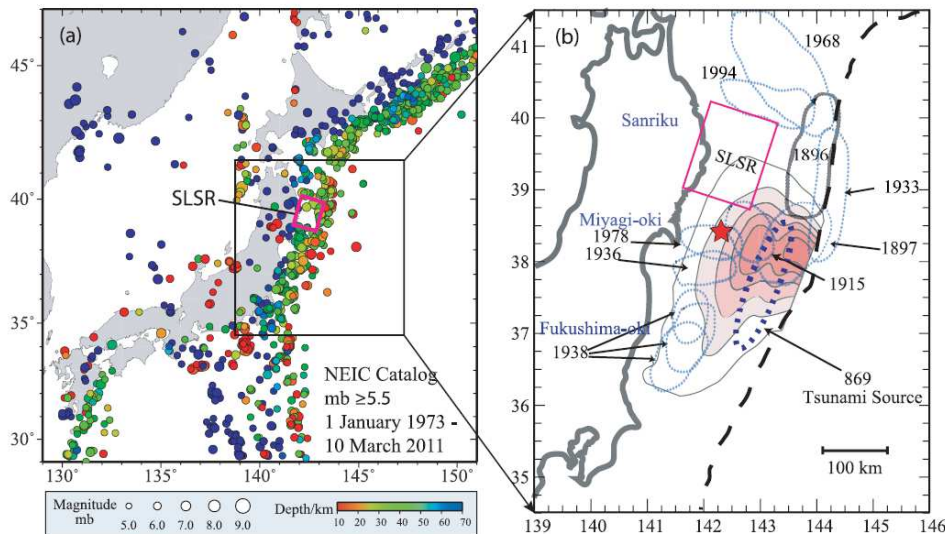 (a)
45°
40°
35°
30°
130°
135°
140°
145°
150°
SLSR
NEIC Catalog
mb ≥5.5
1 January 1973 -
10 March 2011
Magnitude
mb
5.0
6.0
7.0
8.0
9.0
Depth/km
10 20 30 40 50 60 70
(b)
41
40
39
38
37
36
35
139
140
141
142
143
144
145
146
1968
1994
Sanriku
SLSR
1896
1933
Miyagi-oki
1978
1936
1897
1915
Fukushima-oki
1938
869
Tsunami Source
100 km